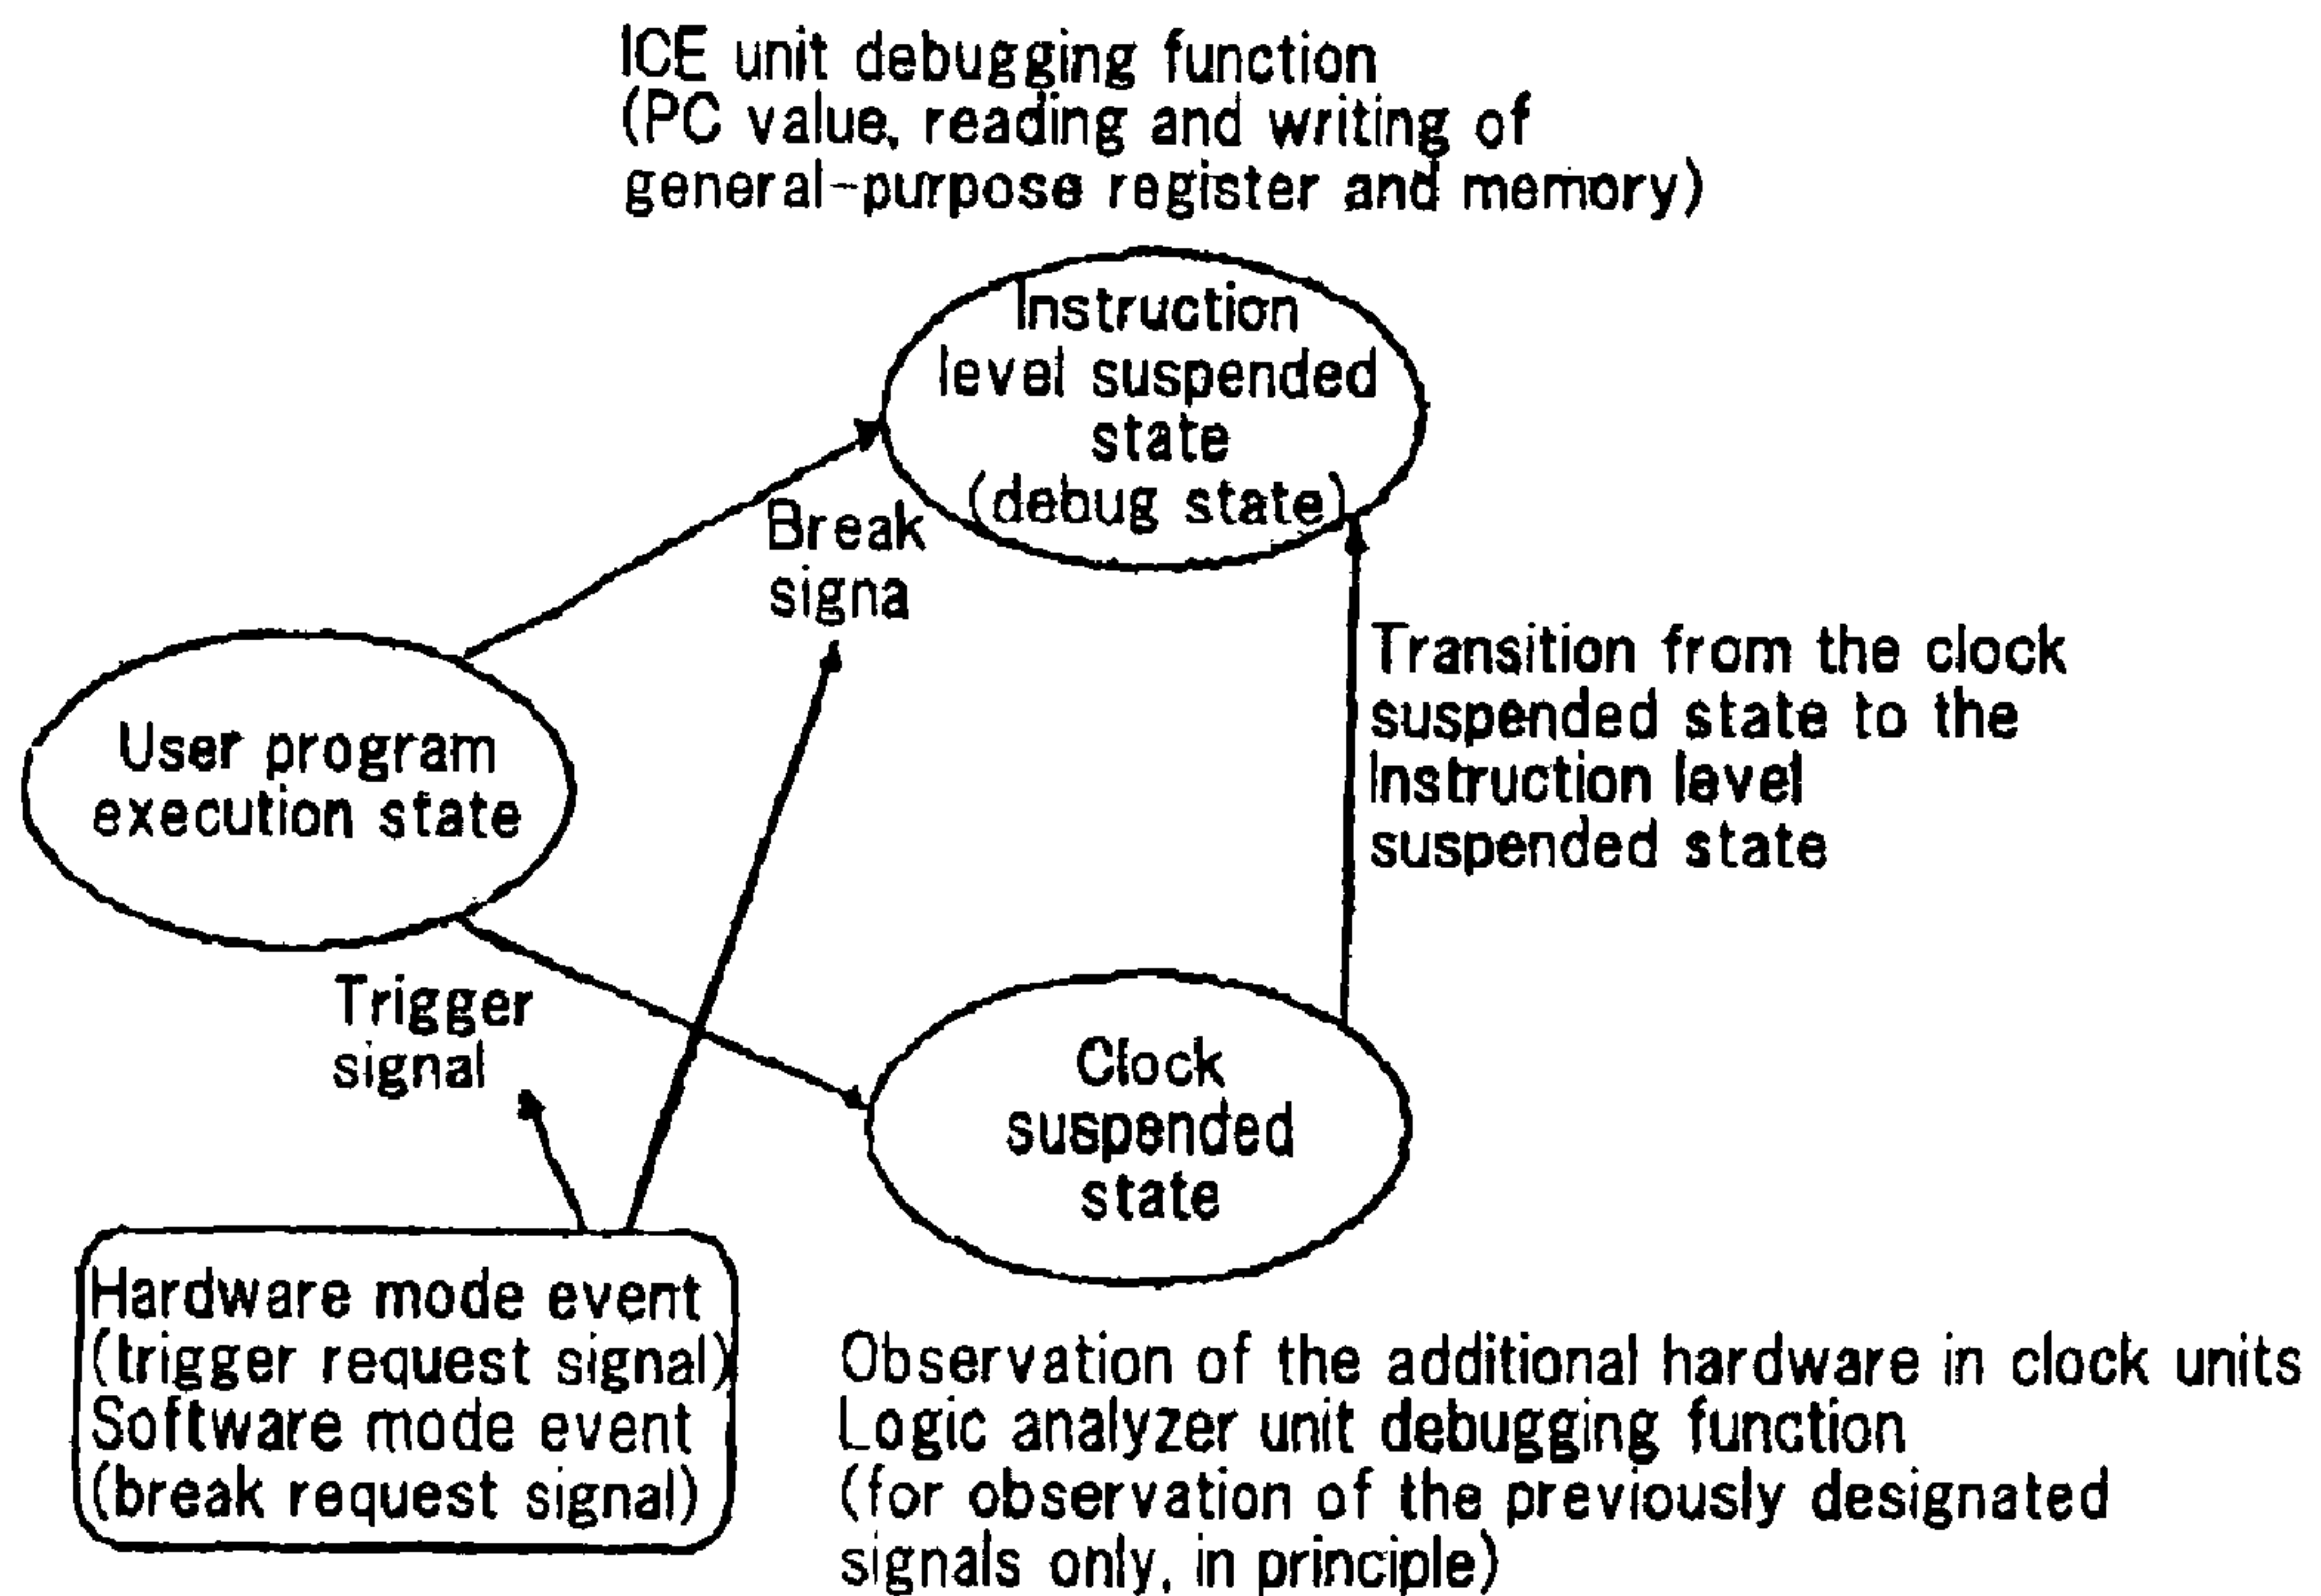 ICE unit debugging function
(PC value, reading and writing of
general-purpose register and memory)
Instruction
level suspended
state
(debug state)
Break
signa
User program
execution state
Transition from the clock
suspended state to the
Instruction level
suspended state
Trigger
signal
Clock
suspended
state
Hardware mode event
(trigger request signal)
Software mode event
(break request signal)
Observation of the additional hardware in clock units
Logic analyzer unit debugging function
(for observation of the previously designated
signals only, in principle)